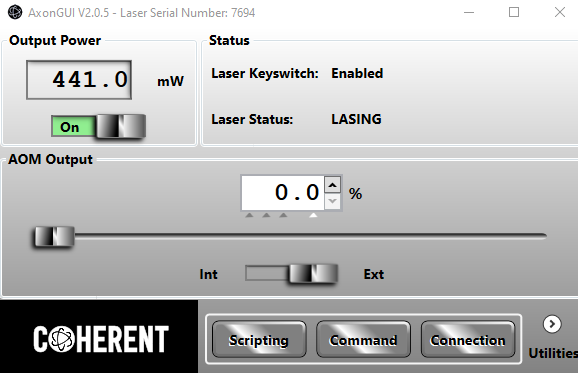 AxonGUI V2.0.5 - Laser Serial Number: 7694
Output Power
441.0 mW
On
Status
Laser Keyswitch: Enabled
Laser Status: LASING
AOM Output
0.0 %
Int Ext
COHERENT
Scripting Command Connection
Utilities